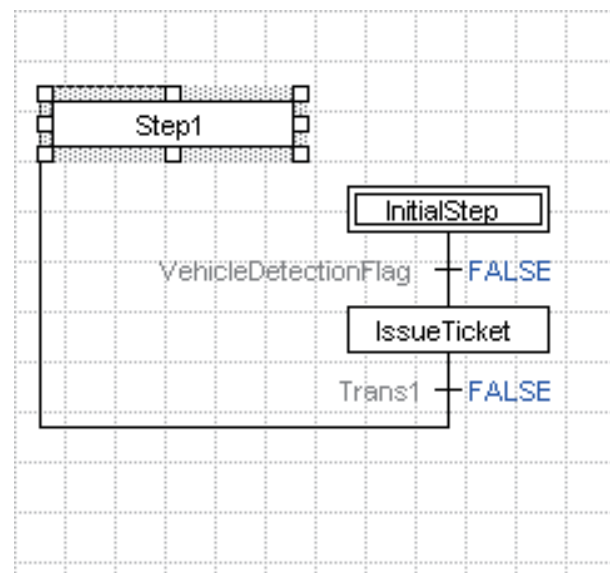 Step1
InitialStep
VehicleDetectionFlag FALSE
IssueTicket
Trans1 FALSE